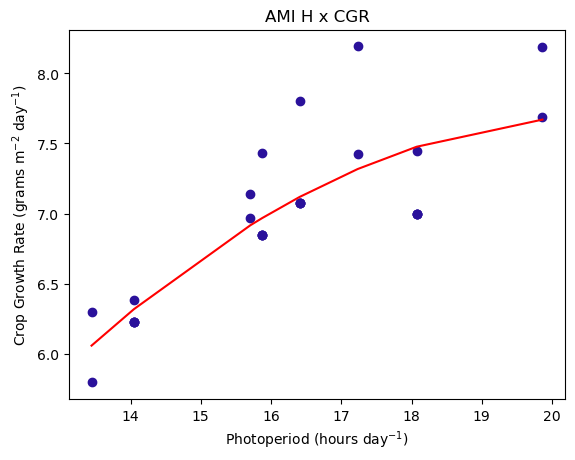 AMI H x CGR
Crop Growth Rate (grams m⁻² day⁻¹)
8.0
7.5
7.0
6.5
6.0
14 15 16 17 18 19 20
Photoperiod (hours day⁻¹)